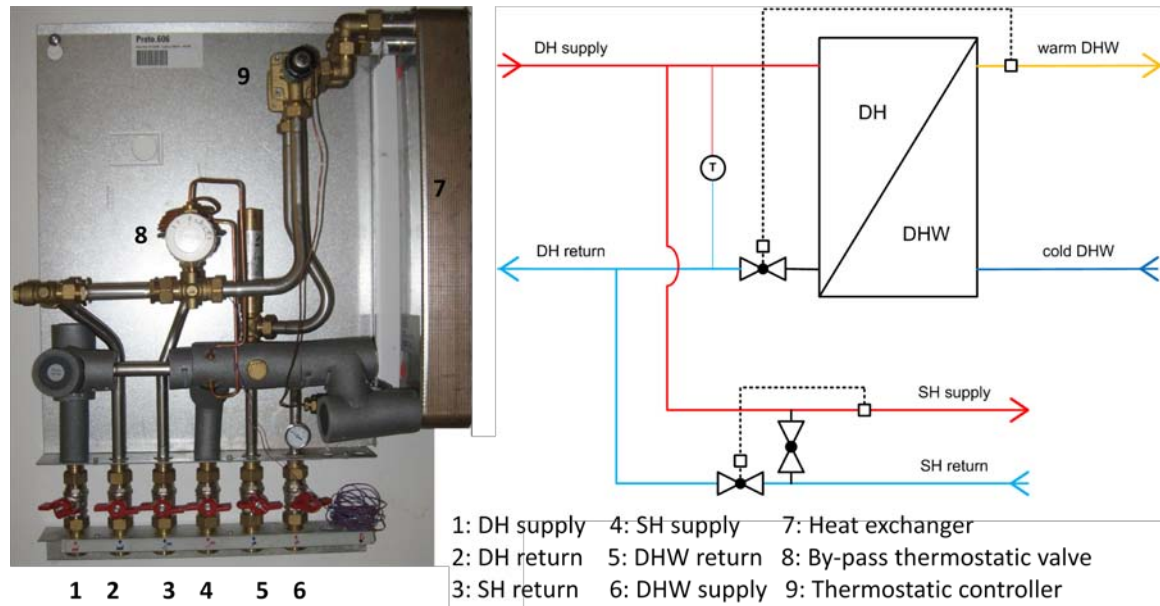 Proto.606
9
8
7
1 2 3 4 5 6
DH supply
warm DHW
DH
T
DHW
DH return
cold DHW
SH supply
SH return
1: DH supply 4: SH supply 7: Heat exchanger
2: DH return 5: DHW return 8: By-pass thermostatic valve
3: SH return 6: DHW supply 9: Thermostatic controller